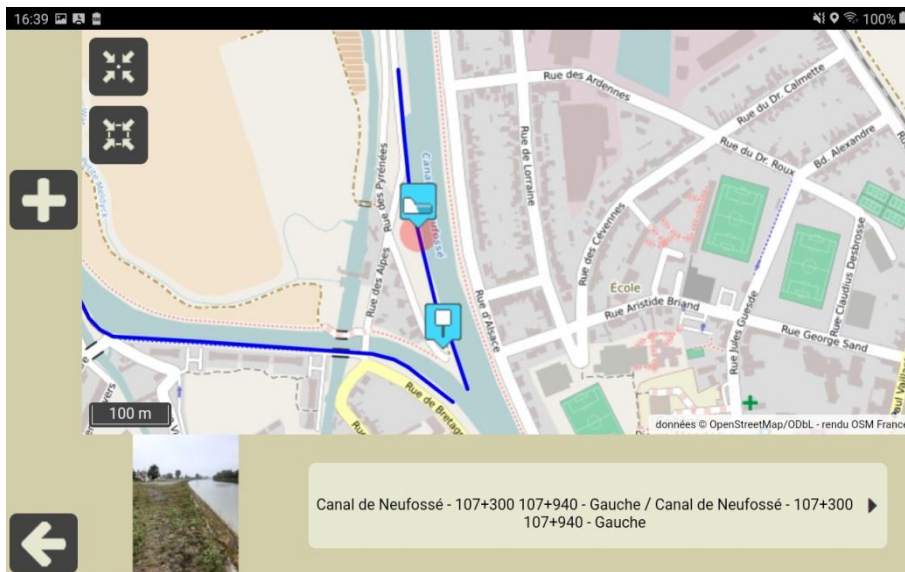 16:39
100%
Rue des Ardennes
Rue du Dr. Calmette
Bd. Alexandre
Rue du Dr. Roux
Rue de Lorraine
Rue des Pyrénées
Rue des Alpes
Rue des Cévennes
Rue Claudius Desbrosse
École
Rue Aristide Briand
Rue d'Alsace
Rue Jules Guesde
Rue George Sand
Rue de Bretagne
100 m
données © OpenStreetMap/ODbL - rendu OSM France
Canal de Neufossé - 107+300 107+940 - Gauche / Canal de Neufossé - 107+300
107+940 - Gauche